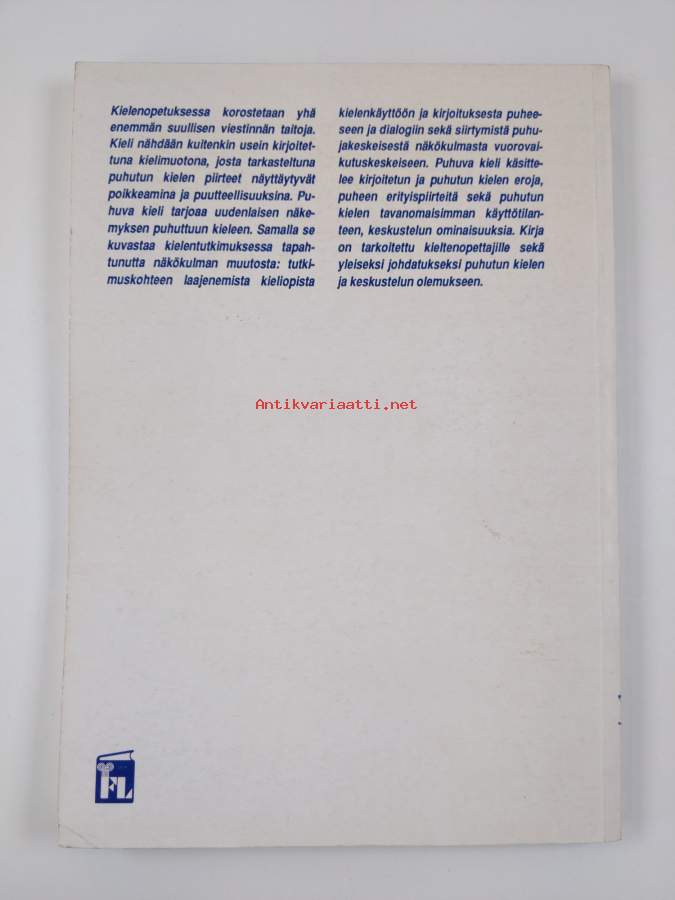 Kielenopetuksessa korostetaan yhä
enemmän suullisen viestinnän taitoja.
Kieli nähdään kuitenkin usein kirjoitet-
tuna kielimuotona, josta tarkasteltuna
puhutun kielen piirteet näyttäytyvät
poikkeamina ja puutteellisuuksina. Pu-
huva kieli tarjoaa uudenlaisen näke-
myksen puhuttuun kieleen. Samalla se
kuvastaa kielentutkimuksessa tapah-
tunutta näkökulman muutosta: tutki-
muskohteen laajenemista kieliopista
kielenkäyttöön ja kirjoituksesta puhee-
seen ja dialogiin sekä siirtymistä puhu-
jakeskeisestä näkökulmasta vuorovai-
kutuskeskeiseen. Puhuva kieli käsitte-
lee kirjoitetun ja puhutun kielen eroja,
puheen erityispiirteitä sekä puhutun
kielen tavanomaisimman käyttötilan-
teen, keskustelun ominaisuuksia. Kirja
on tarkoitettu kieltenopettajille sekä
yleiseksi johdatukseksi puhutun kielen
ja keskustelun olemukseen.
Antikvariaatti.net
FL